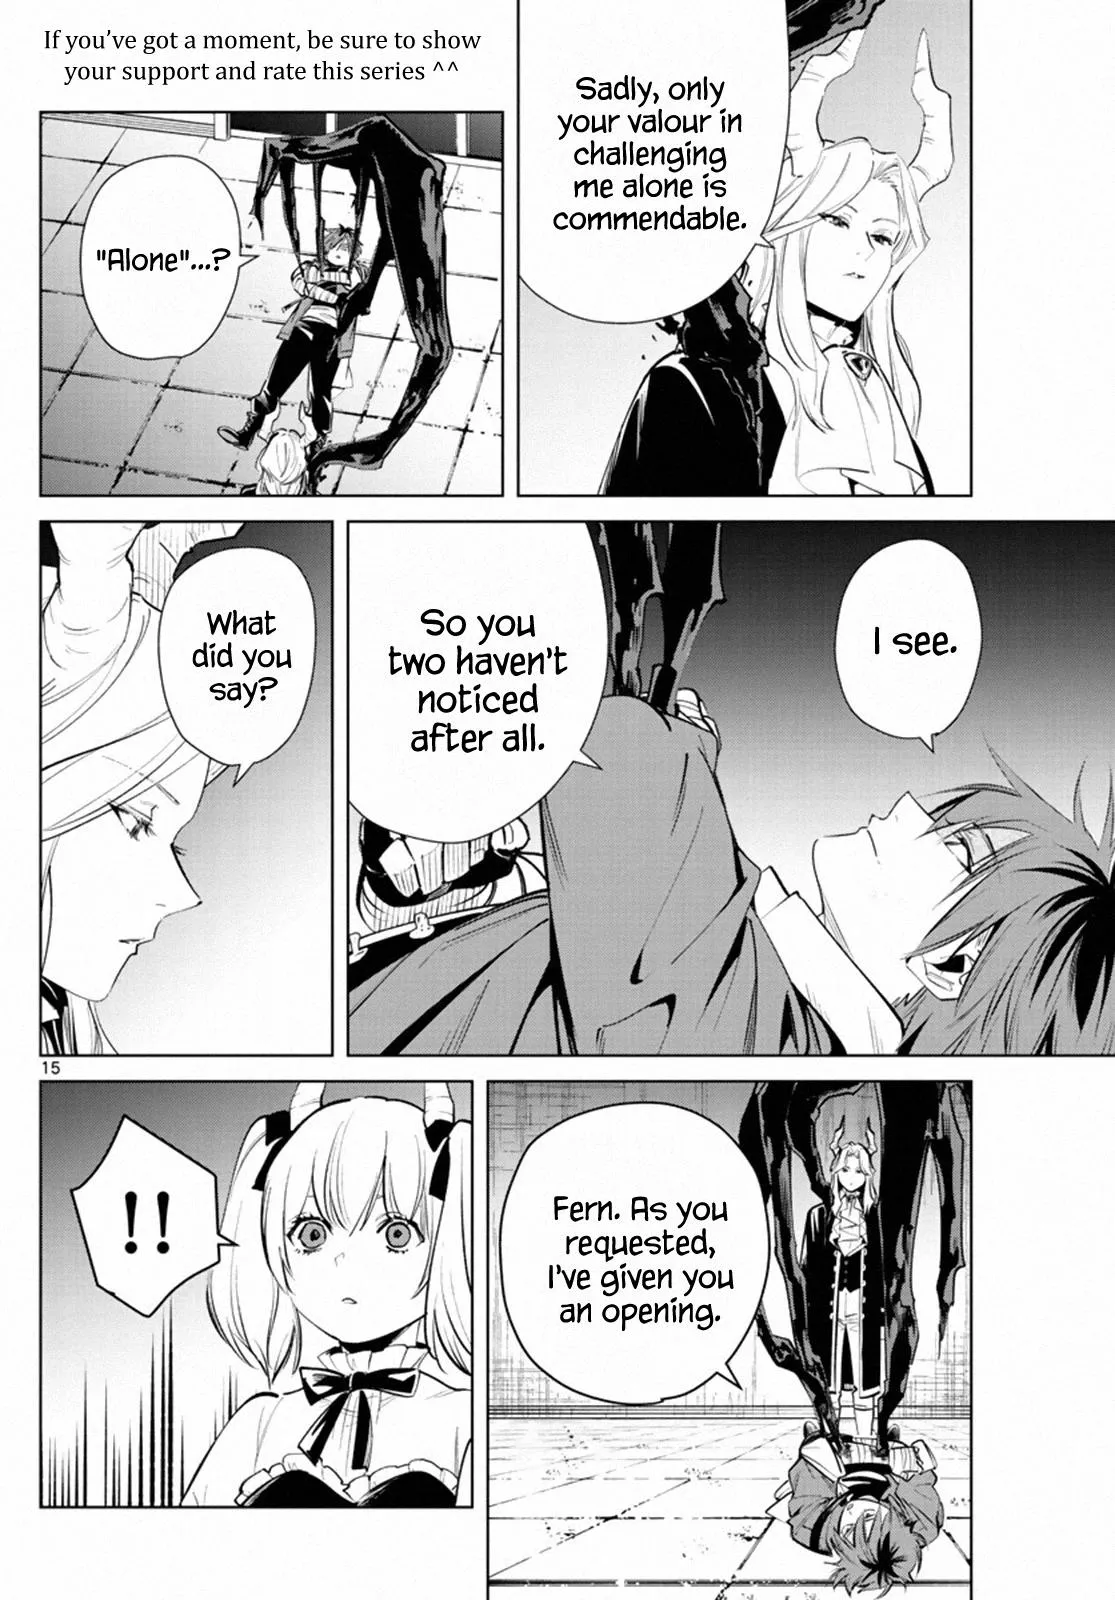 If you've got a moment, be sure to show
your support and rate this series ^^
Sadly, only
your valour in
challenging
me alone is
commendable.
"Alone"...?
I see.
So you
two haven't
noticed
after all.
What
did you
say?
15
Fern. As you
requested,
I've given you
an opening.
!!